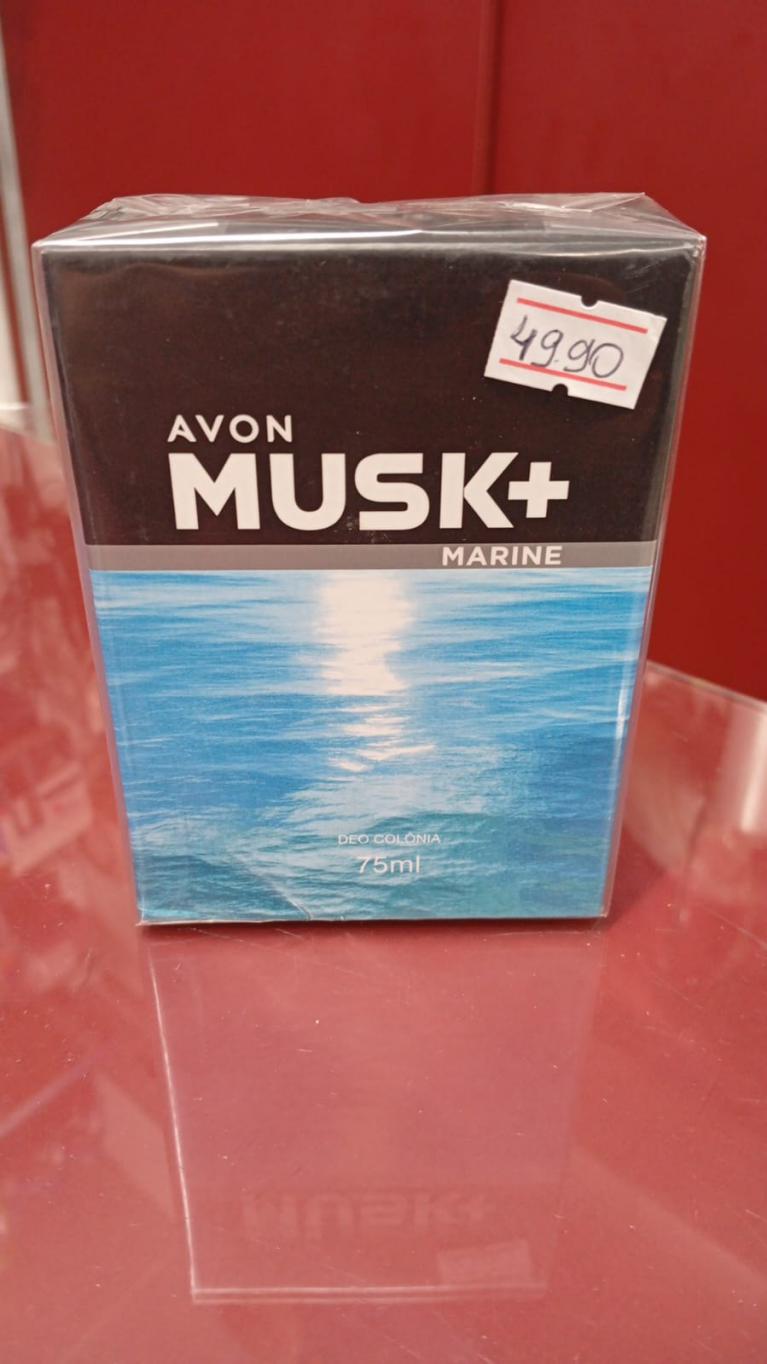 49.90
AVON
MUSK+
MARINE
DEO COLÔNIA
75ml